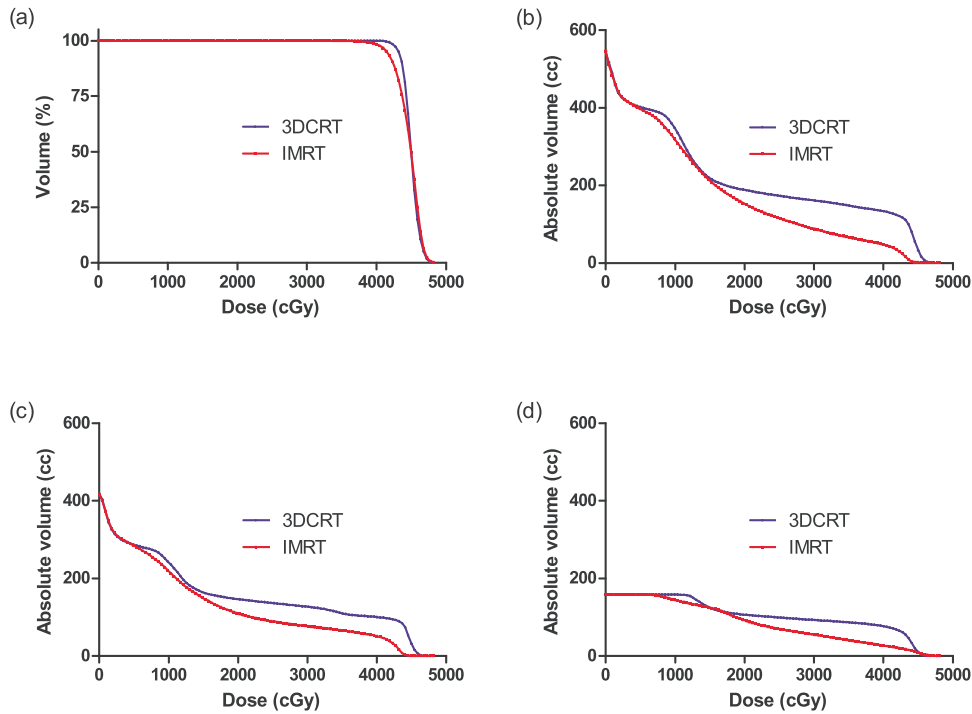 (a)
100
75
50
25
0
Volume (%)
3DCRT
IMRT
0 1000 2000 3000 4000 5000
Dose (cGy)
(b)
600
400
200
0
Absolute volume (cc)
3DCRT
IMRT
0 1000 2000 3000 4000 5000
Dose (cGy)
(c)
600
400
200
0
Absolute volume (cc)
3DCRT
IMRT
0 1000 2000 3000 4000 5000
Dose (cGy)
(d)
600
400
200
0
Absolute volume (cc)
3DCRT
IMRT
0 1000 2000 3000 4000 5000
Dose (cGy)